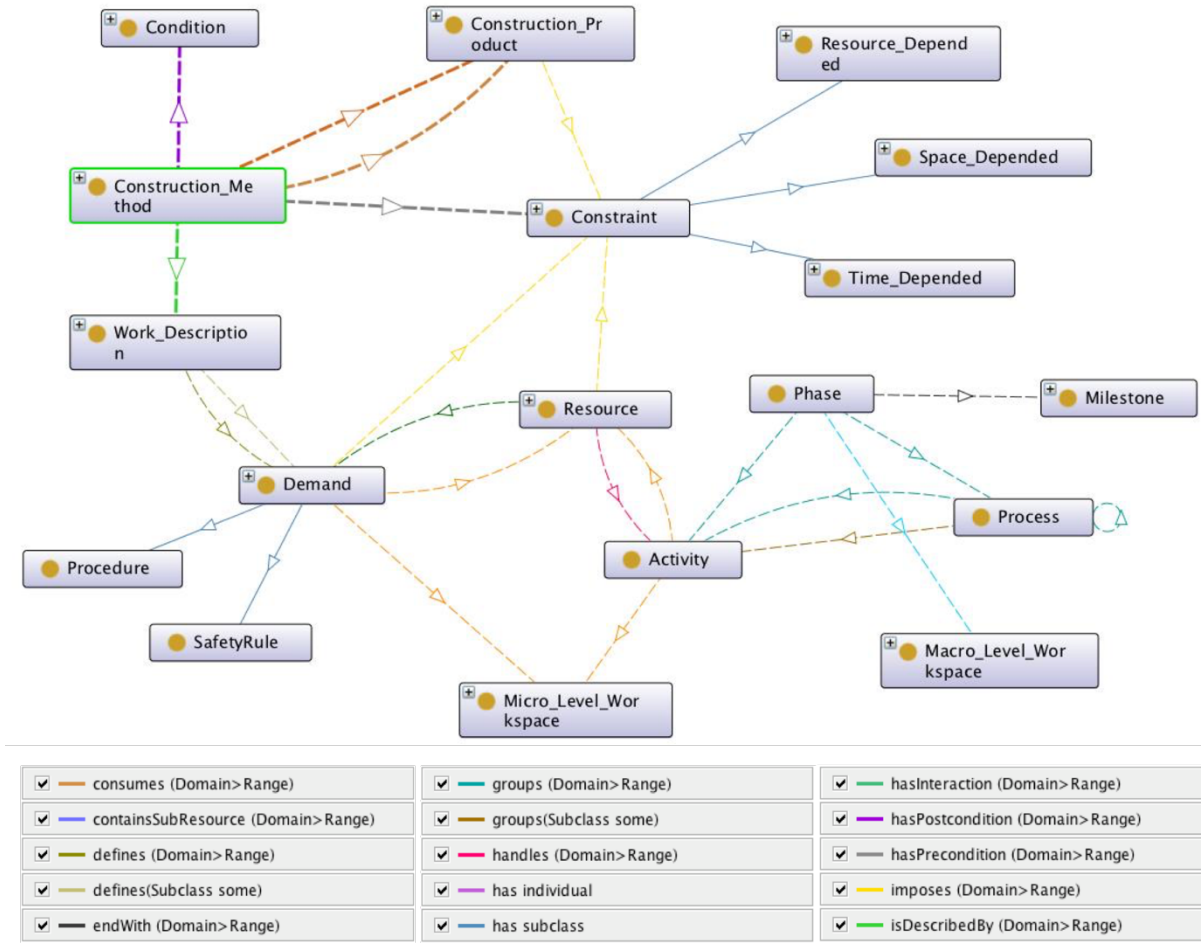 Condition
Construction_Pr
oduct
Resource_Depend
ed
Space_Depended
Construction_Me
thod
Constraint
Time_Depended
Work_Descriptio
n
Phase
Milestone
Resource
Demand
Process
Activity
Procedure
SafetyRule
Macro_Level_Wor
kspace
Micro_Level_Wor
kspace
consumes (Domain>Range)
groups (Domain>Range)
hasInteraction (Domain>Range)
containsSubResource (Domain>Range)
groups(Subclass some)
hasPostcondition (Domain>Range)
defines (Domain>Range)
handles (Domain>Range)
hasPrecondition (Domain>Range)
defines(Subclass some)
has individual
imposes (Domain>Range)
endWith (Domain>Range)
has subclass
isDescribedBy (Domain>Range)